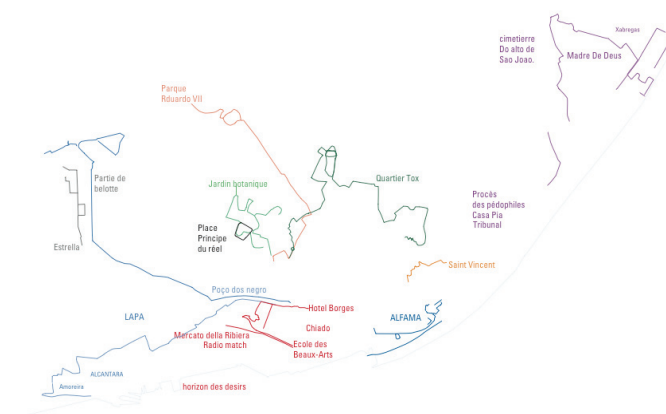 Xabregas
cimetierre
Do alto de
Sao Joao.
Madre De Deus
Parque
Rduardo VII
Partie de
belotte
Jardin botanique
Quartier Tox
Procès
des pédophiles
Casa Pia
Tribunal
Place
Principe
du réel
Estrella
Saint Vincent
Poço dos negro
Hotel Borges
LAPA
ALFAMA
Chiado
Mercato della Ribiera
Radio match
Ecole des
Beaux-Arts
ALCANTARA
Amoreira
horizon des desirs